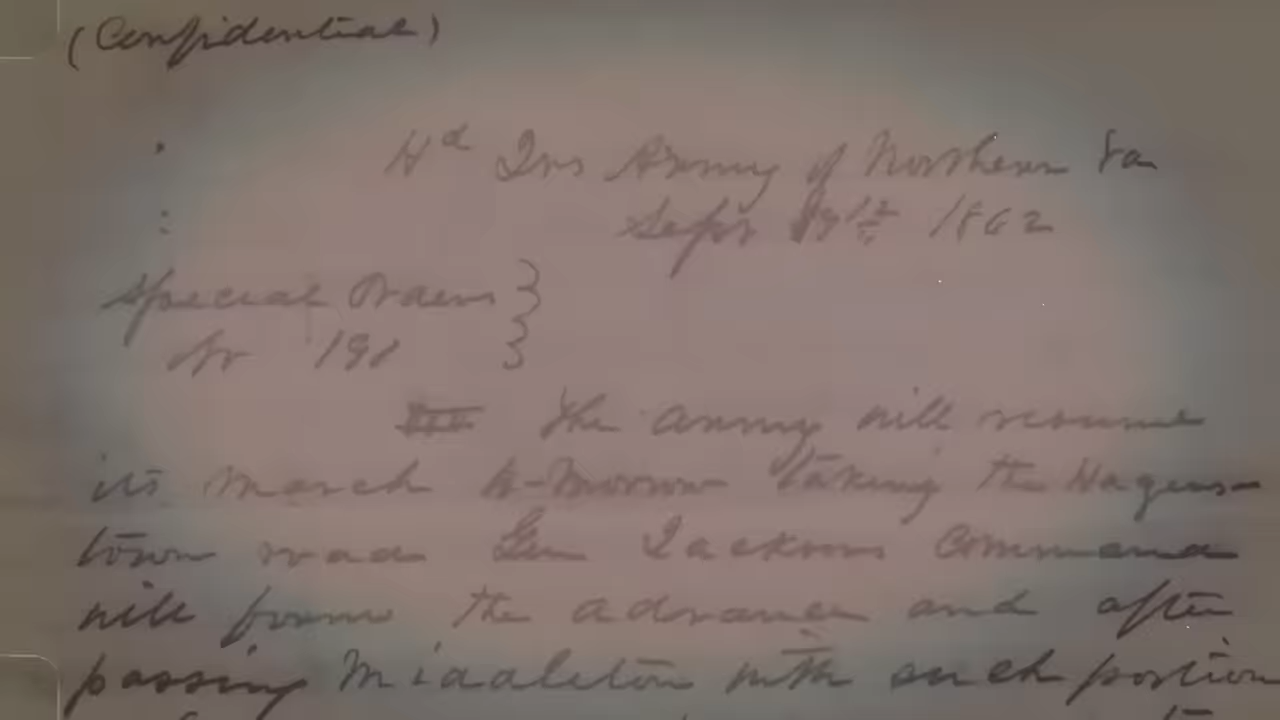 (Confidential)
Hd Qrs Army of Northern Va
Sept 9th 1862
Special Orders }
No 191 }
III The Army will resume
its march to-morrow taking the Hagers-
town road Gen Jacksons Command
will form the advance and after
passing Middleton with such portion